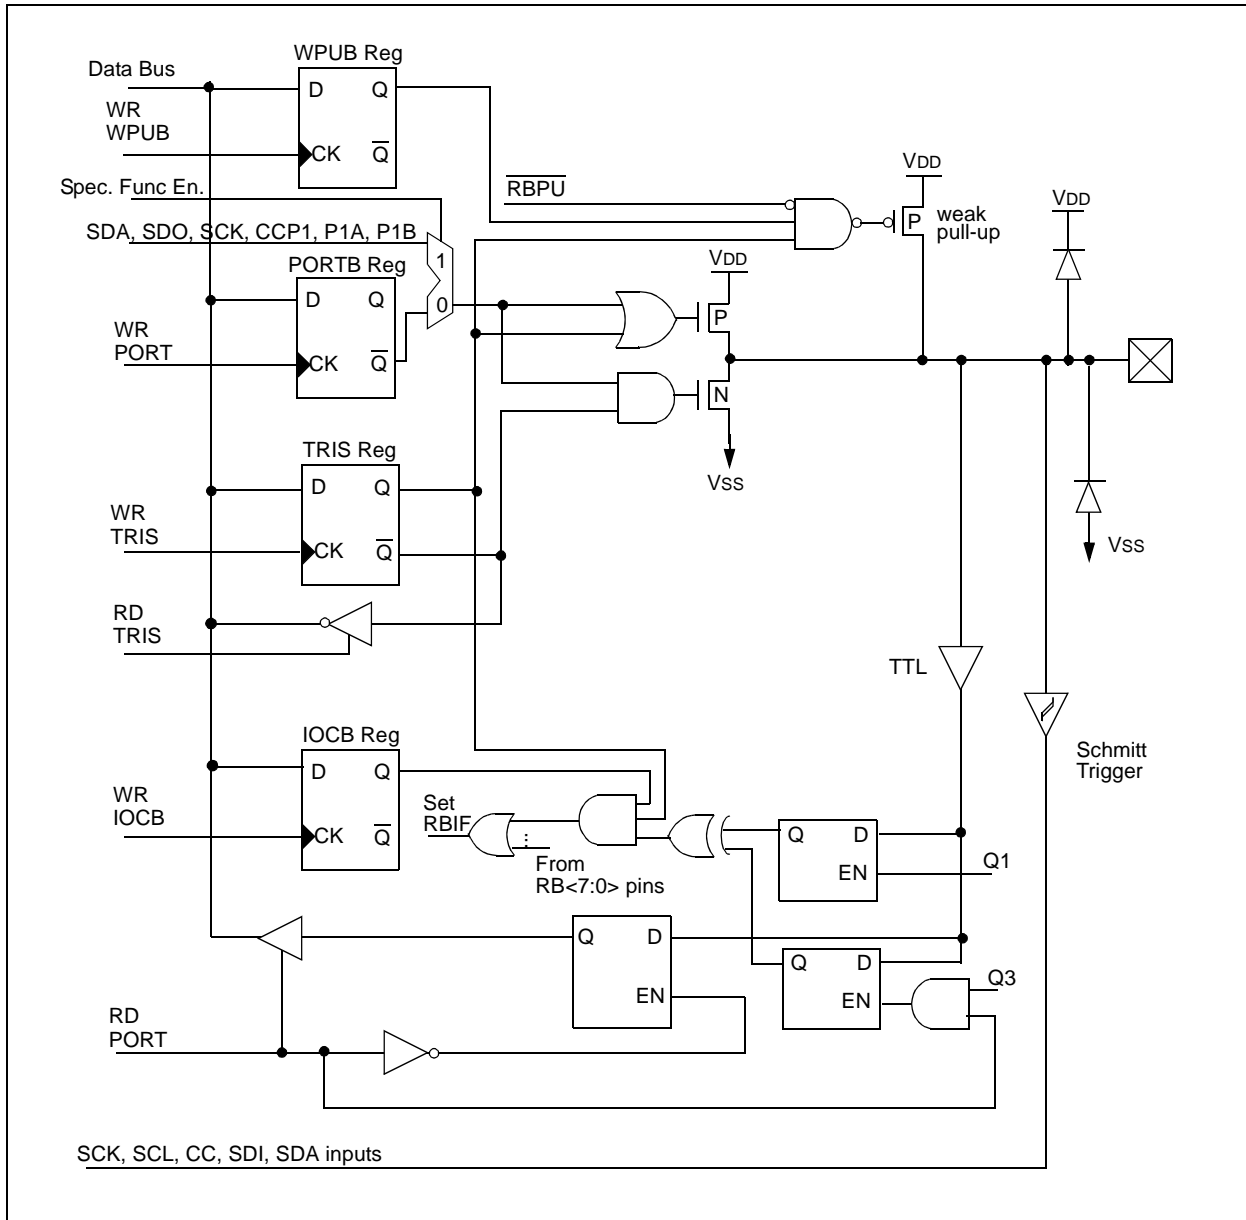 WPUB Reg
Data Bus
D Q
WR
WPUB
CK Q̅
VDD
Spec. Func En.
R̅B̅P̅U̅
P
weak
pull-up
VDD
SDA, SDO, SCK, CCP1, P1A, P1B
1
PORTB Reg
VDD
D Q
0
P
WR
PORT
CK Q̅
N
TRIS Reg
VSS
D Q
WR
TRIS
CK Q̅
VSS
RD
TRIS
TTL
IOCB Reg
D Q
Schmitt
Trigger
WR
IOCB
CK Q̅
Set
RBIF
Q D
From
RB<7:0> pins
EN
Q1
Q D
Q D
EN
Q3
EN
RD
PORT
SCK, SCL, CC, SDI, SDA inputs